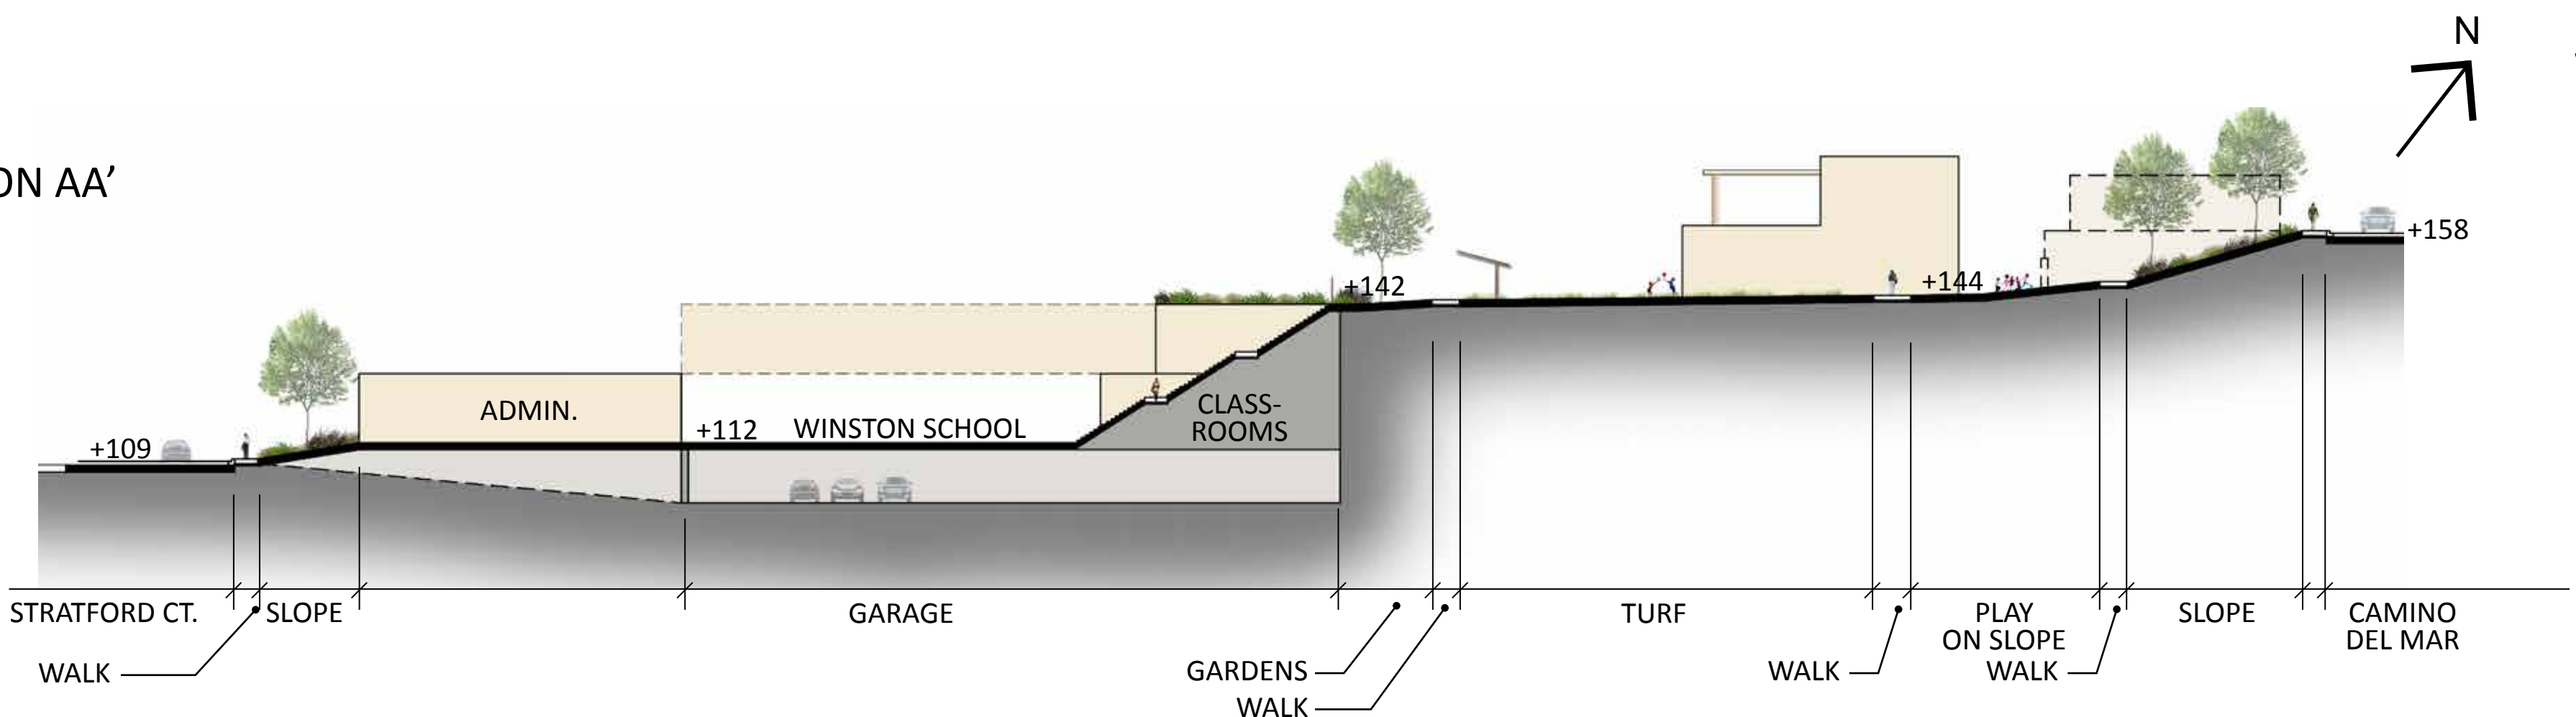 N
ON AA’
+158
+142
+144
ADMIN.
CLASS-
ROOMS
+112
WINSTON SCHOOL
+109
STRATFORD CT.
SLOPE
GARAGE
TURF
PLAY
ON SLOPE
SLOPE
CAMINO
DEL MAR
WALK
GARDENS
WALK
WALK
WALK